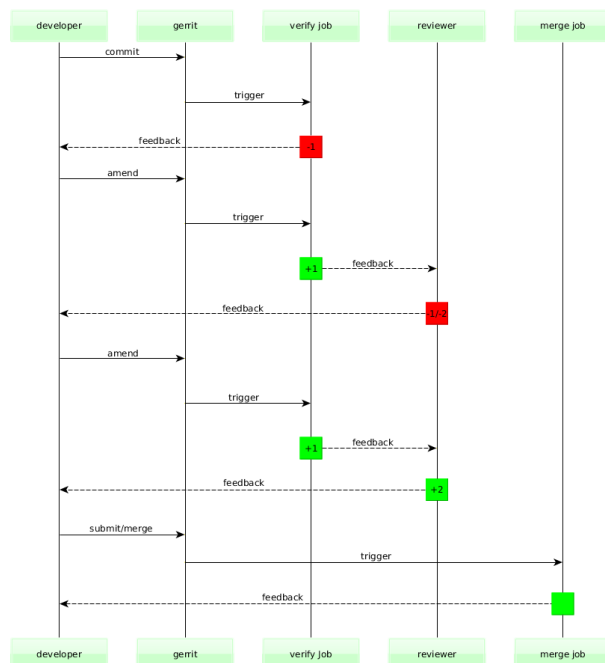 developer gerrit verify job reviewer merge job
commit
trigger
-1
feedback
amend
trigger
+1
feedback
feedback
-1/-2
amend
trigger
+1
feedback
feedback
+2
submit/merge
trigger
feedback
developer gerrit verify job reviewer merge job